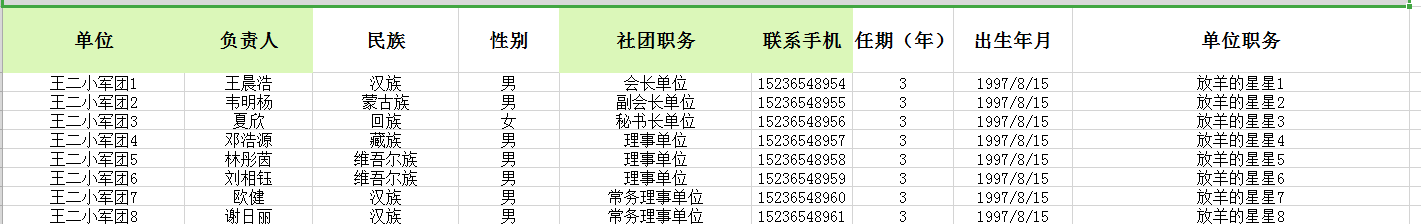 单位 负责人 民族 性别 社团职务 联系手机 任期（年） 出生年月 单位职务
王二小军团1 王晨浩 汉族 男 会长单位 15236548954 3 1997/8/15 放羊的星星1
王二小军团2 韦明杨 蒙古族 男 副会长单位 15236548955 3 1997/8/15 放羊的星星2
王二小军团3 夏欣 回族 女 秘书长单位 15236548956 3 1997/8/15 放羊的星星3
王二小军团4 邓浩源 藏族 男 理事单位 15236548957 3 1997/8/15 放羊的星星4
王二小军团5 林彤茵 维吾尔族 男 理事单位 15236548958 3 1997/8/15 放羊的星星5
王二小军团6 刘相钰 维吾尔族 男 理事单位 15236548959 3 1997/8/15 放羊的星星6
王二小军团7 欧健 汉族 男 常务理事单位 15236548960 3 1997/8/15 放羊的星星7
王二小军团8 谢日丽 汉族 男 常务理事单位 15236548961 3 1997/8/15 放羊的星星8